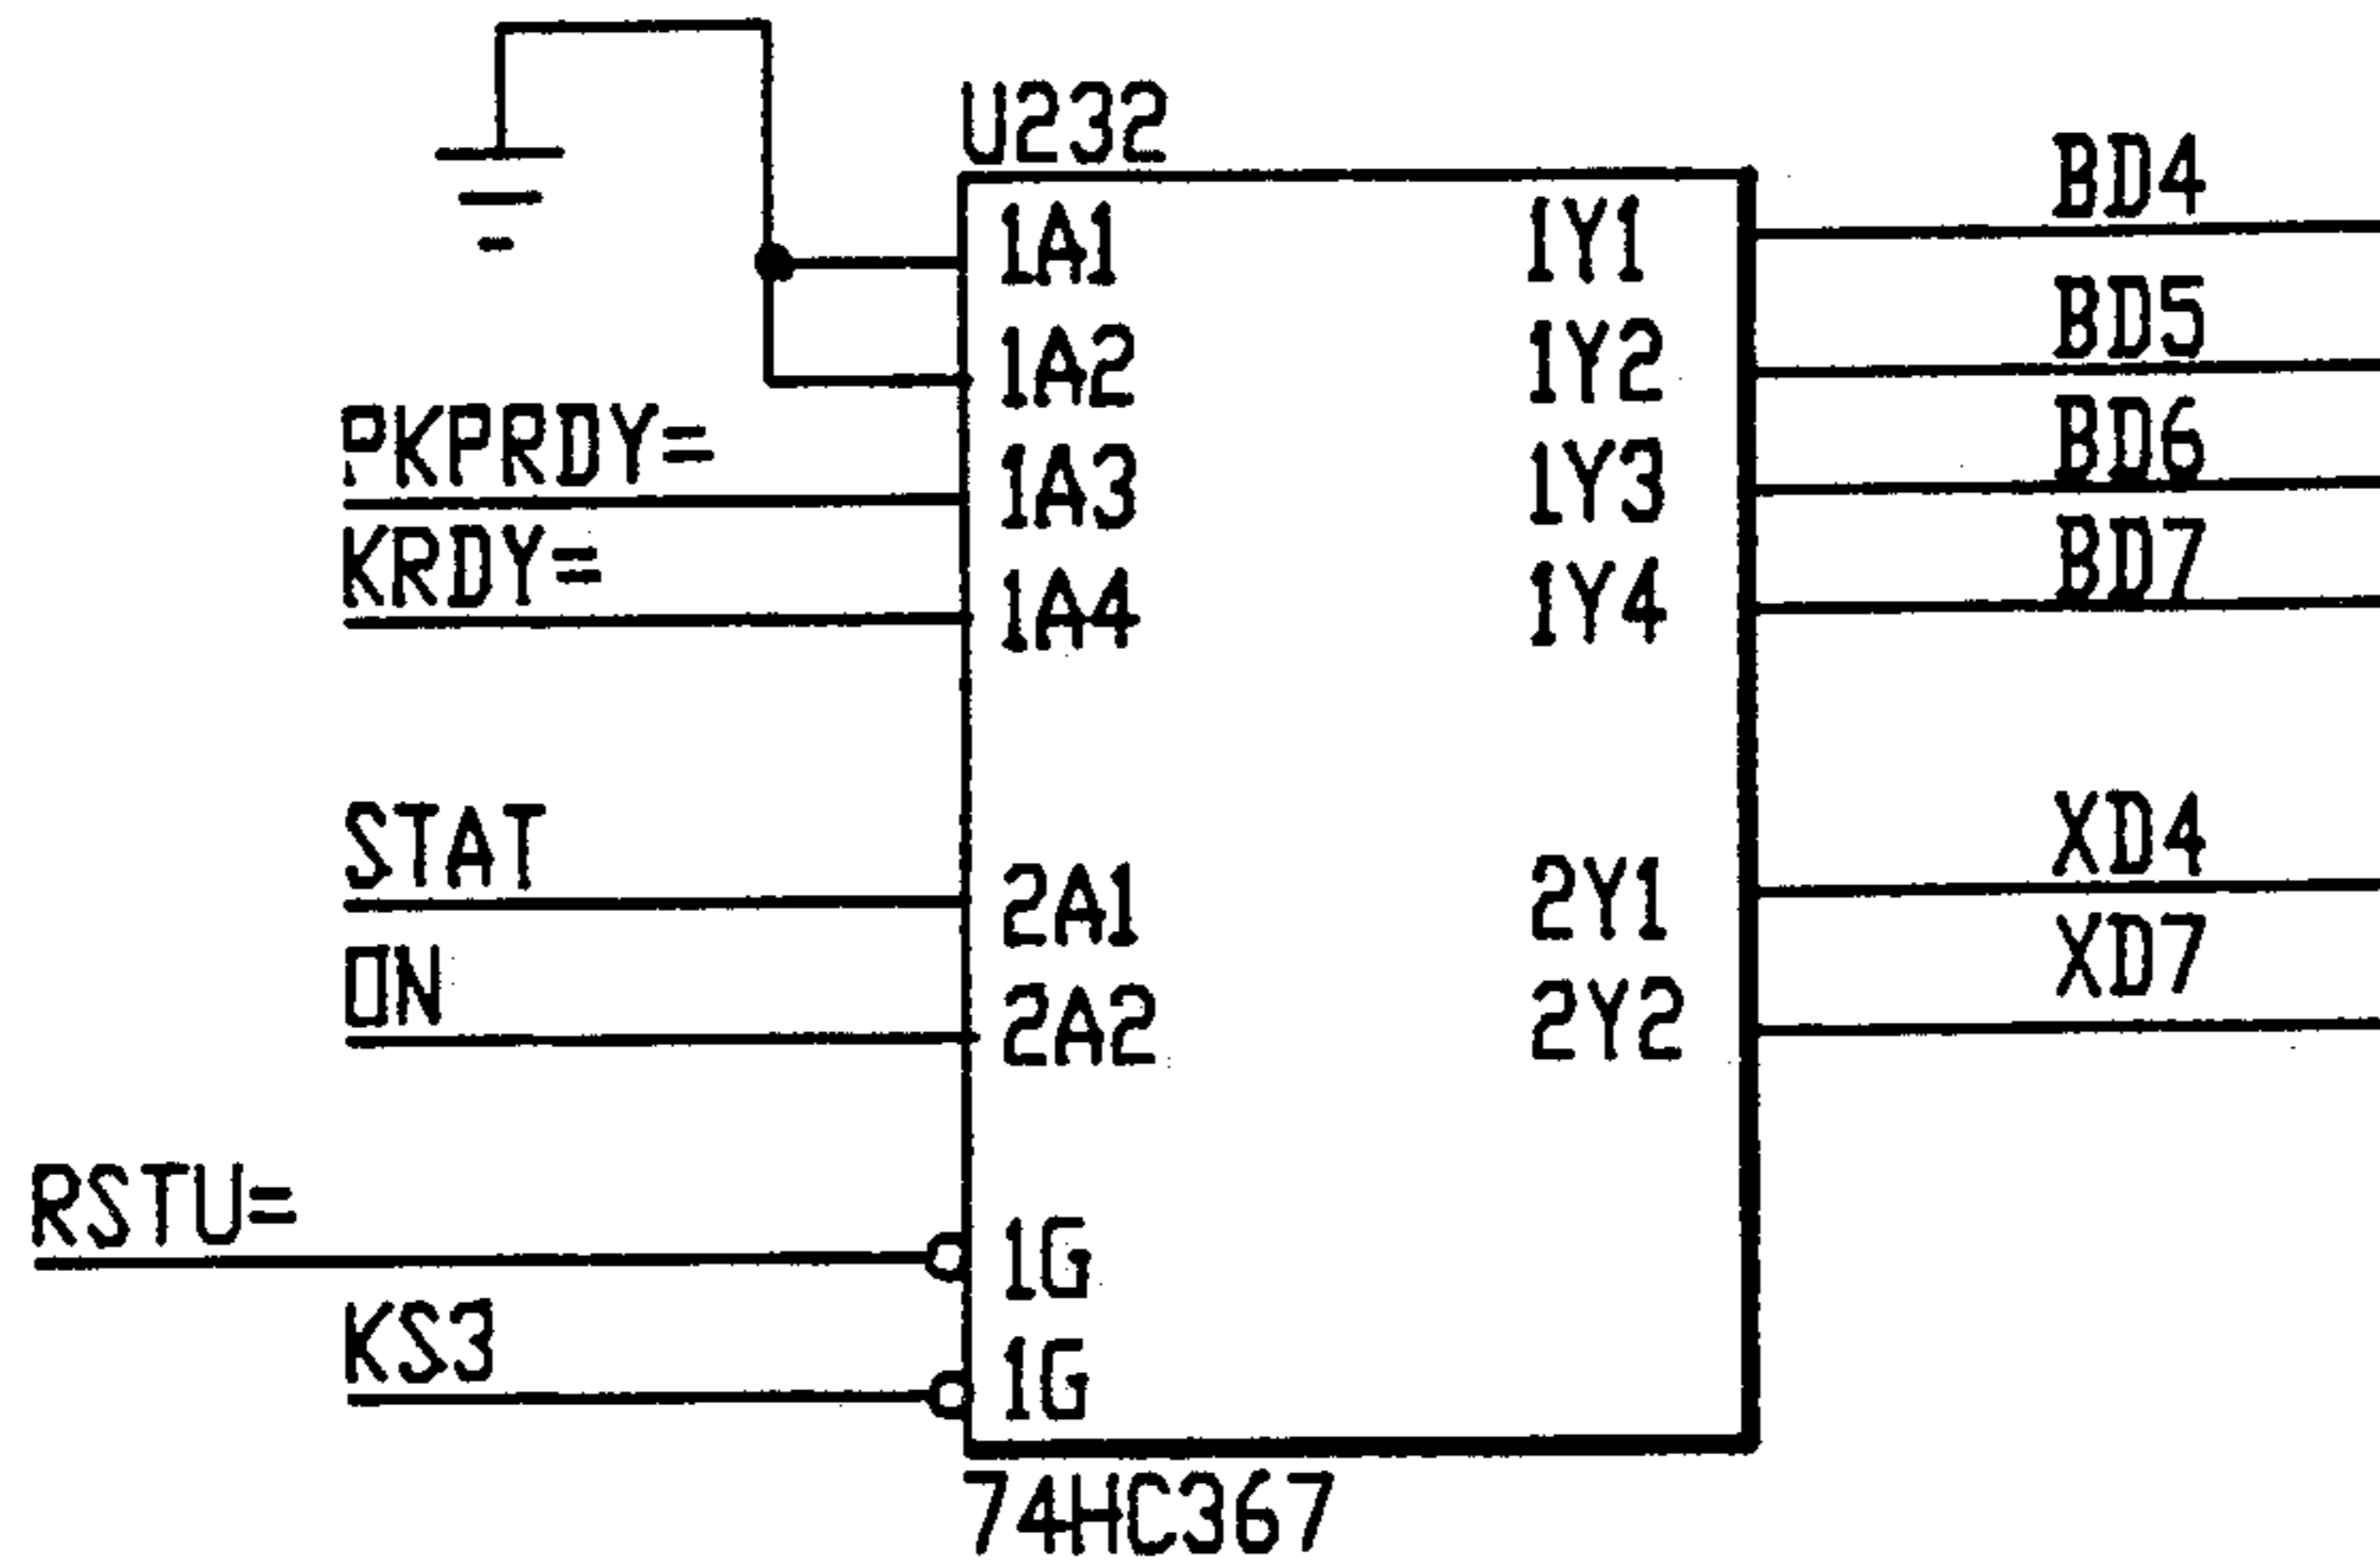 U232
1A1 1Y1 BD4
1A2 1Y2 BD5
PKPRDY= 1A3 1Y3 BD6
KRDY= 1A4 1Y4 BD7
STAT 2A1 2Y1 XD4
ON 2A2 2Y2 XD7
RSTU= 1G
KS3 1G
74HC367